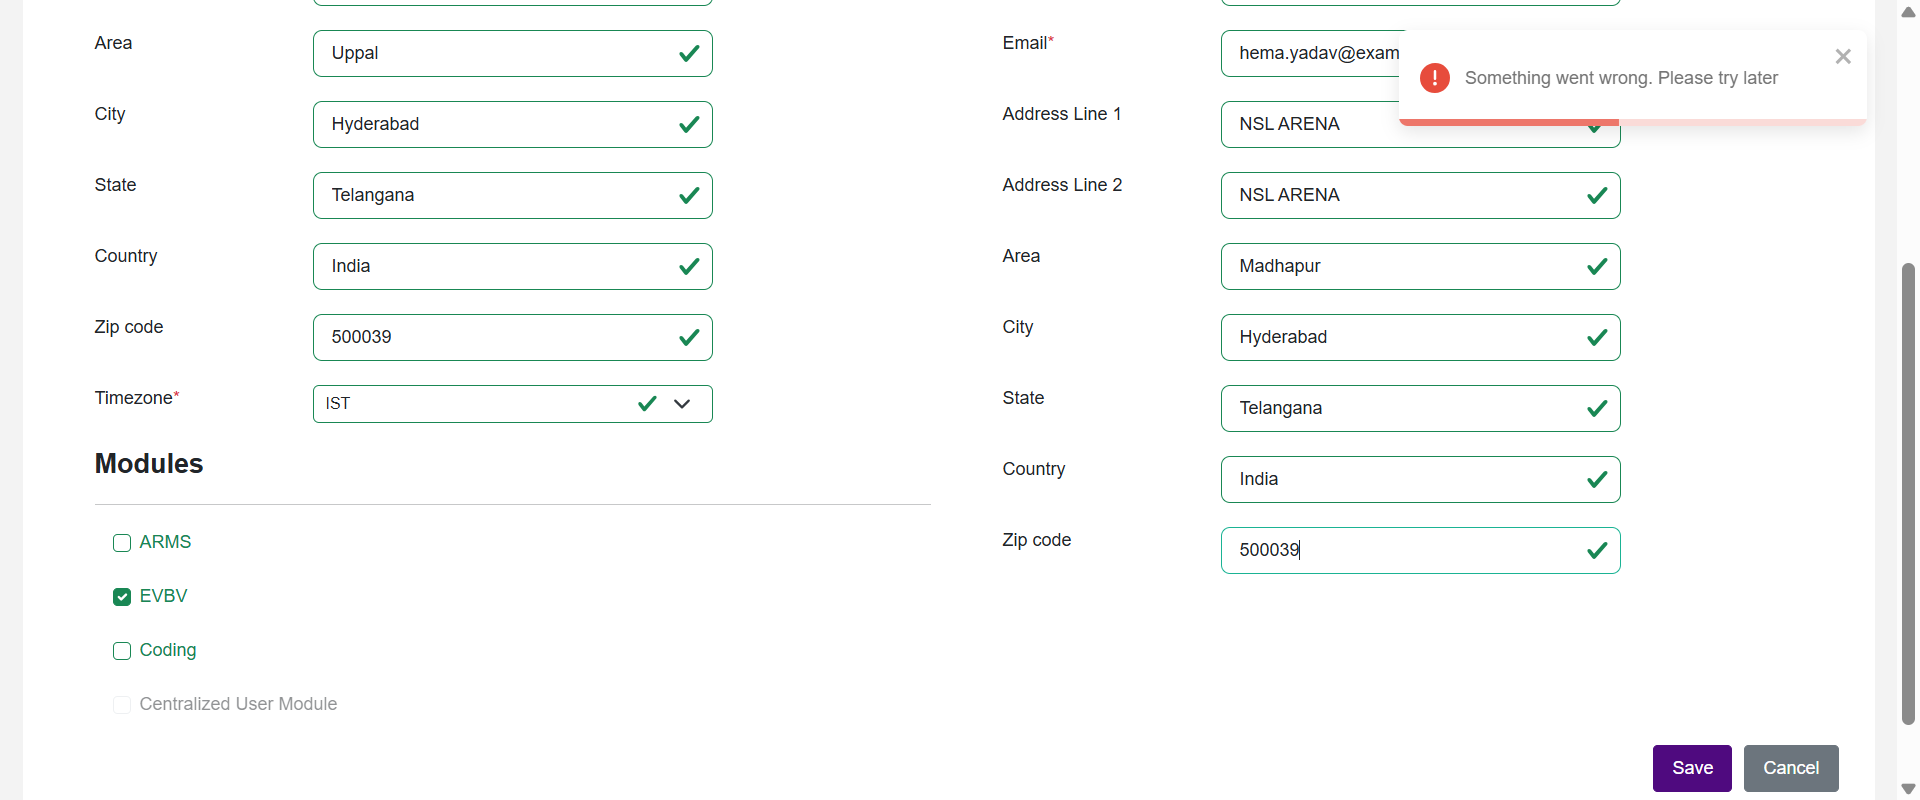 Area
Uppal
City
Hyderabad
State
Telangana
Country
India
Zip code
500039
Timezone*
IST
Modules
ARMS
EVBV
Coding
Centralized User Module
Email*
hema.yadav@exam
Something went wrong. Please try later
Address Line 1
NSL ARENA
Address Line 2
NSL ARENA
Area
Madhapur
City
Hyderabad
State
Telangana
Country
India
Zip code
500039
Save
Cancel